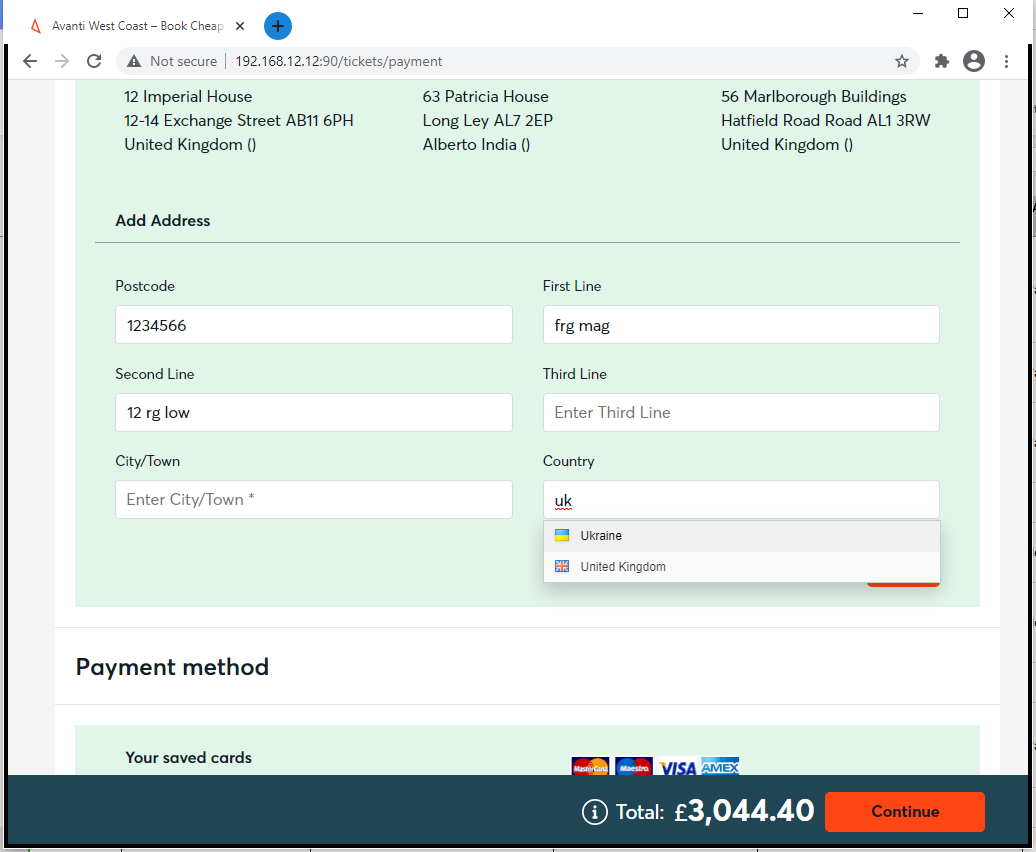 Avanti West Coast – Book Cheap
Not secure | 192.168.12.12:90/tickets/payment
12 Imperial House
12-14 Exchange Street AB11 6PH
United Kingdom ()
63 Patricia House
Long Ley AL7 2EP
Alberto India ()
56 Marlborough Buildings
Hatfield Road Road AL1 3RW
United Kingdom ()
Add Address
Postcode
First Line
1234566
frg mag
Second Line
Third Line
12 rg low
Enter Third Line
City/Town
Country
Enter City/Town *
uk
Ukraine
United Kingdom
Payment method
Your saved cards
MasterCard Maestro VISA AMEX
Total: £3,044.40
Continue